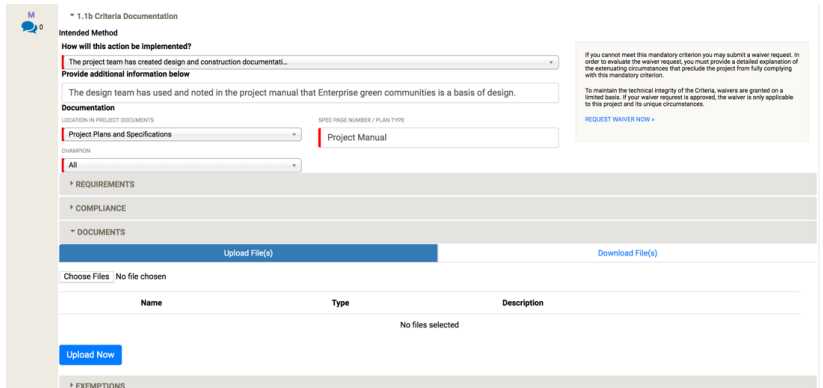 M
0
1.1b Criteria Documentation
Intended Method
How will this action be implemented?
The project team has created design and construction documentati...
Provide additional information below
The design team has used and noted in the project manual that Enterprise green communities is a basis of design.
Documentation
LOCATION IN PROJECT DOCUMENTS
SPEC PAGE NUMBER / PLAN TYPE
Project Plans and Specifications
Project Manual
CHAMPION
All
If you cannot meet this mandatory criterion you may submit a waiver request. In
order to evaluate the waiver request, you must provide a detailed explanation of
the extenuating circumstances that preclude the project from fully complying
with this mandatory criterion.
To maintain the technical integrity of the Criteria, waivers are granted on a
limited basis. If your waiver request is approved, the waiver is only applicable
to this project and its unique circumstances.
REQUEST WAIVER NOW »
REQUIREMENTS
COMPLIANCE
DOCUMENTS
Upload File(s)
Download File(s)
Choose Files No file chosen
Name Type Description
No files selected
Upload Now
EXEMPTIONS